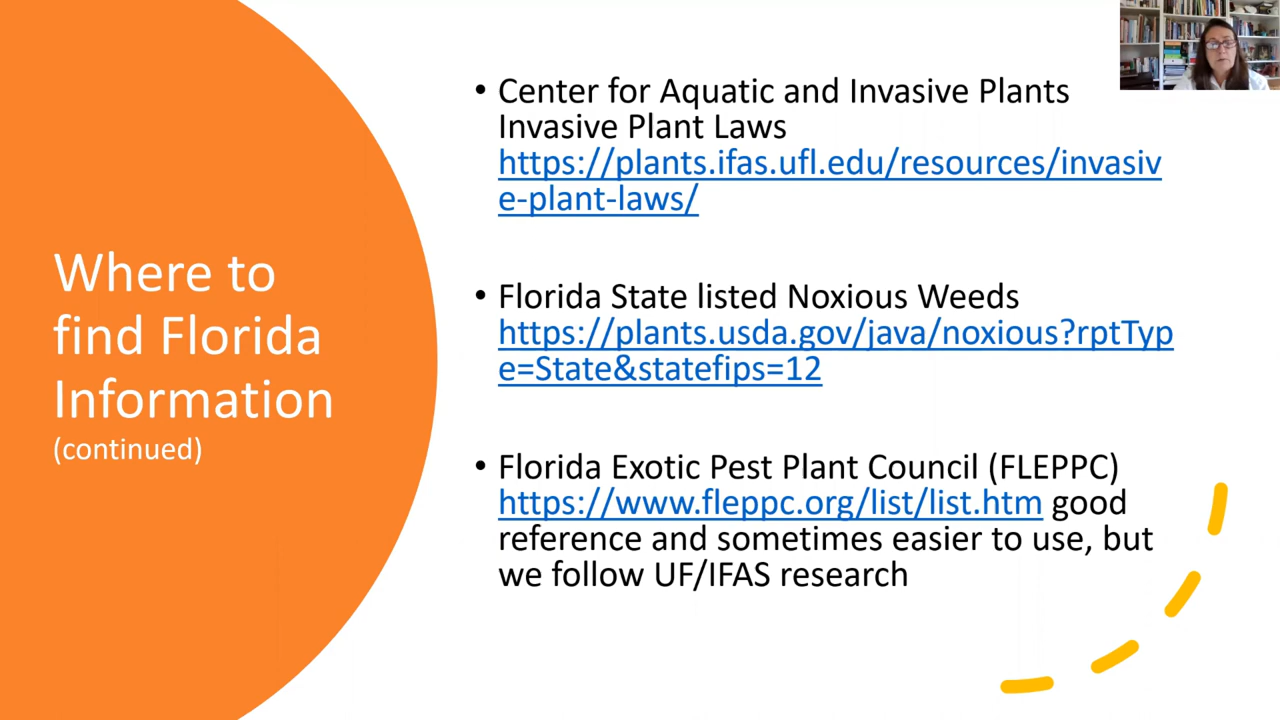 Where to
find Florida
Information
(continued)
• Center for Aquatic and Invasive Plants
Invasive Plant Laws
https://plants.ifas.ufl.edu/resources/invasiv
e-plant-laws/
• Florida State listed Noxious Weeds
https://plants.usda.gov/java/noxious?rptTyp
e=State&statefips=12
• Florida Exotic Pest Plant Council (FLEPPC)
https://www.fleppc.org/list/list.htm good
reference and sometimes easier to use, but
we follow UF/IFAS research